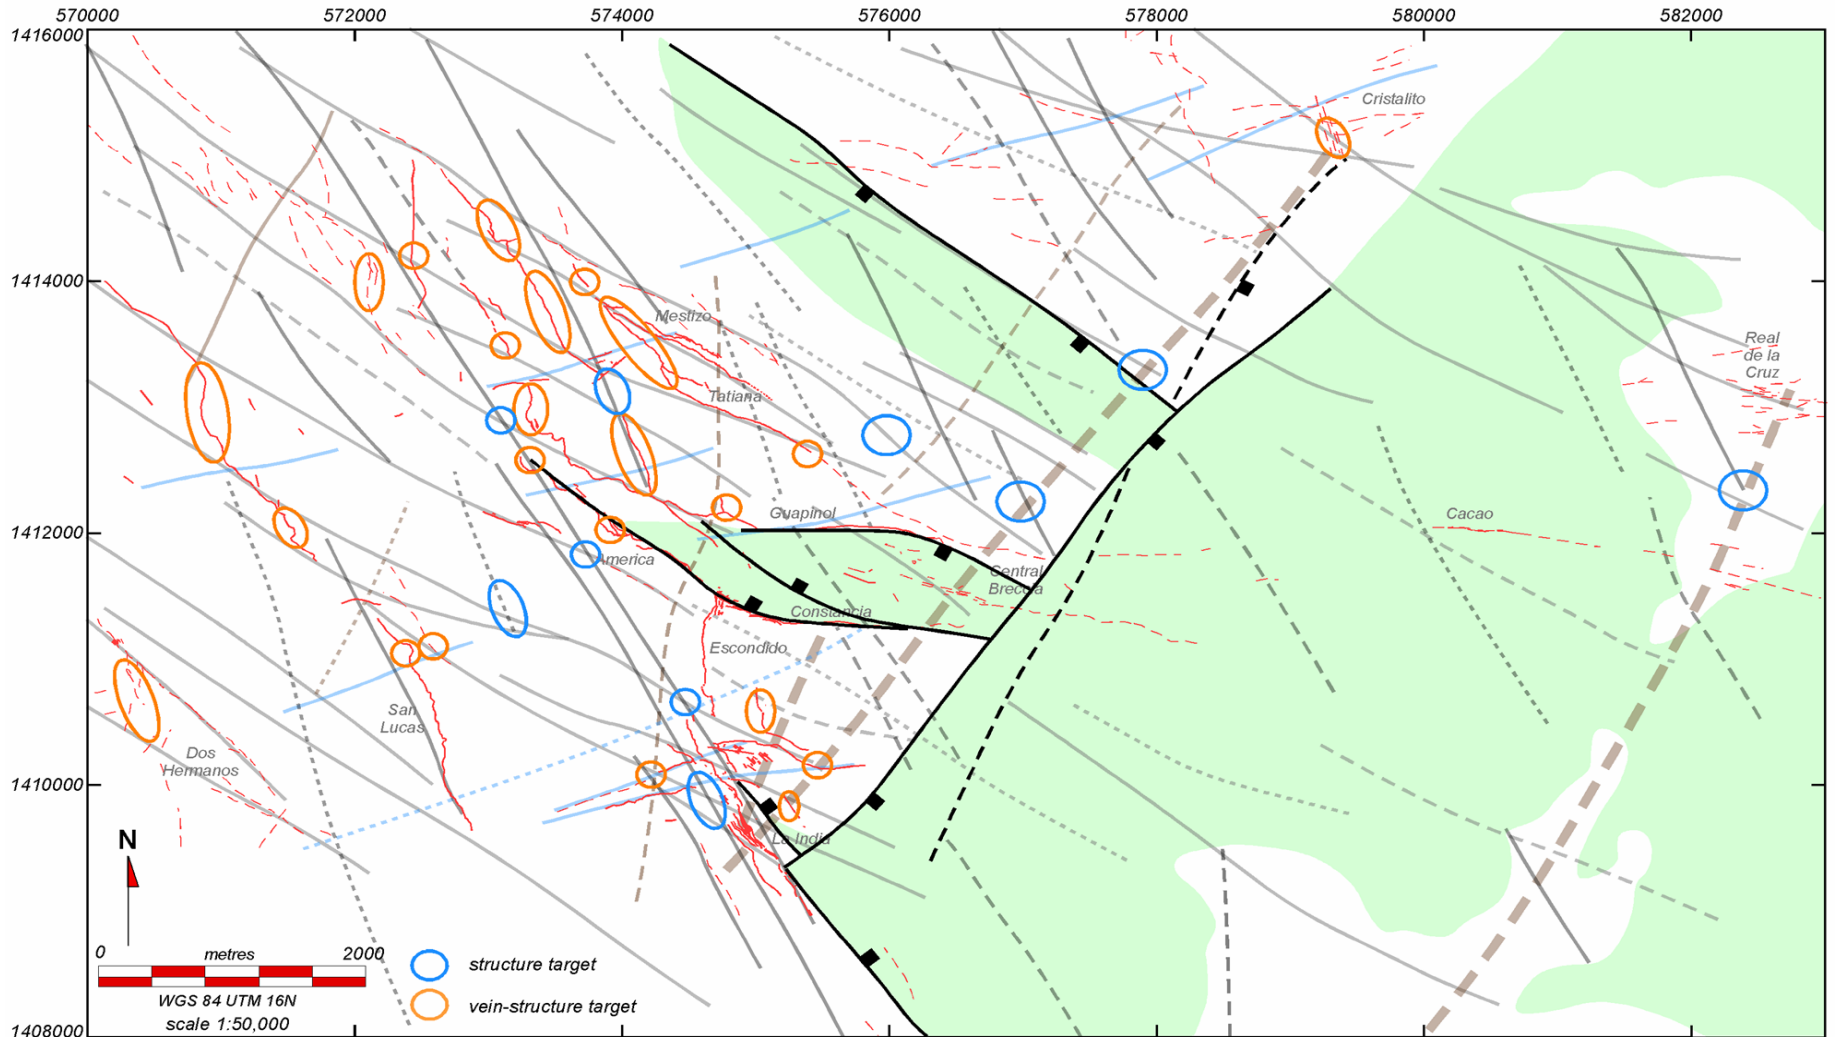 570000 572000 574000 576000 578000 580000 582000
1416000
Cristalito
1414000
Mestizo
Real
de la
Cruz
Tatiana
Guapinol
Cacao
1412000
America
Central
Breccia
Constancia
Escondido
San
Lucas
Dos
Hermanos
1410000
La India
N
0 metres 2000
WGS 84 UTM 16N
scale 1:50,000
structure target
vein-structure target
1408000